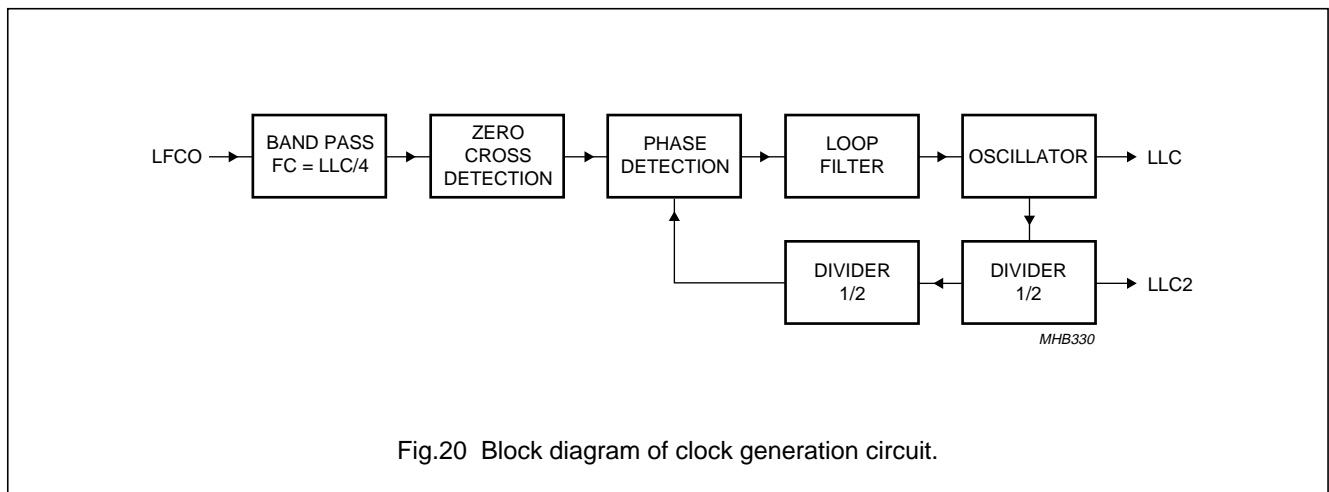 LFCO
BAND PASS
FC = LLC/4
ZERO
CROSS
DETECTION
PHASE
DETECTION
LOOP
FILTER
OSCILLATOR
LLC
DIVIDER
1/2
DIVIDER
1/2
LLC2
MHB330
Fig.20 Block diagram of clock generation circuit.